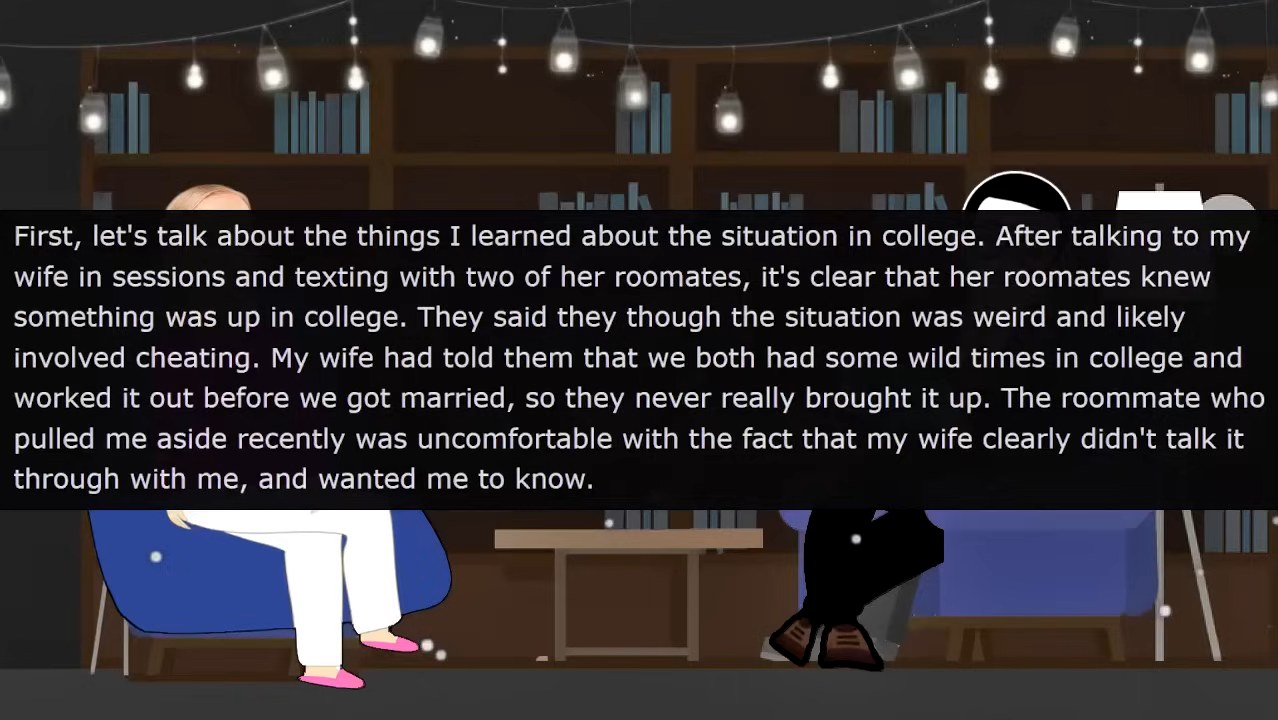 First, let's talk about the things I learned about the situation in college. After talking to my
wife in sessions and texting with two of her roomates, it's clear that her roomates knew
something was up in college. They said they though the situation was weird and likely
involved cheating. My wife had told them that we both had some wild times in college and
worked it out before we got married, so they never really brought it up. The roommate who
pulled me aside recently was uncomfortable with the fact that my wife clearly didn't talk it
through with me, and wanted me to know.